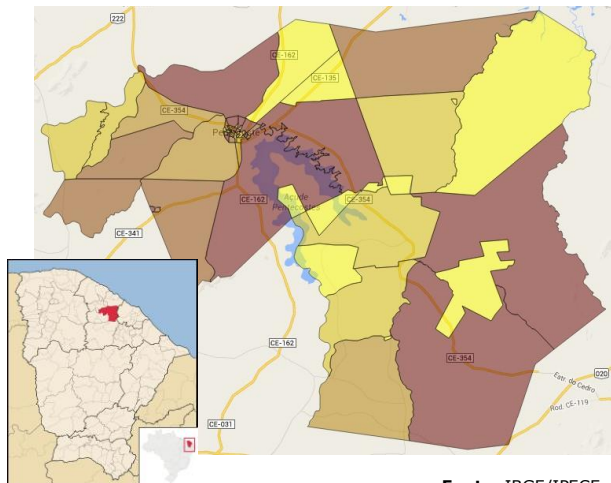 222
CE-162
CE-135
CE-354
Pentecoste
CE-162
Açude
Pentecostes
CE-354
CE-341
CE-162
CE-354
020
Estr. do Cedro
Rod. CE-119
CE-031
Fonte: IBGE/IPECE